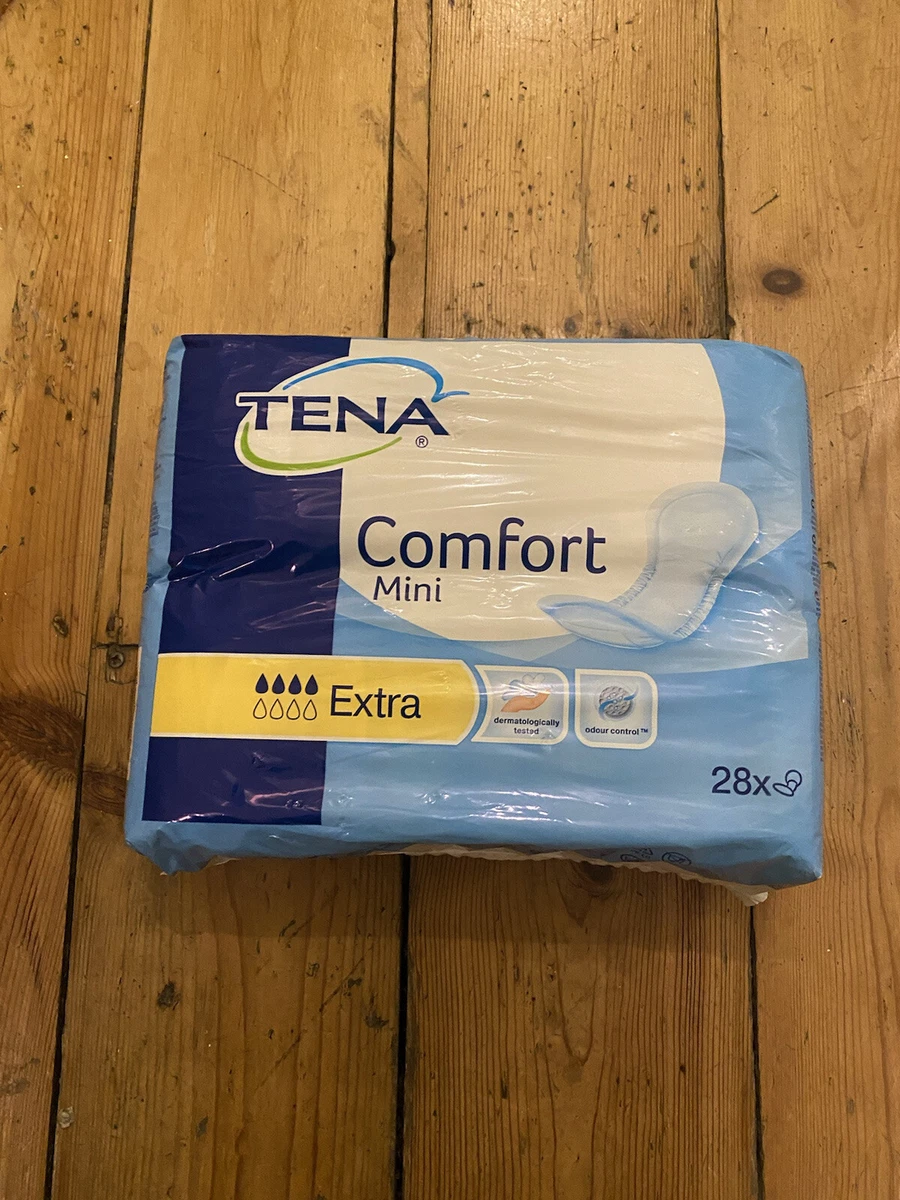 TENA
®
Comfort
Mini
Extra
dermatologically
tested
odour control™
28x